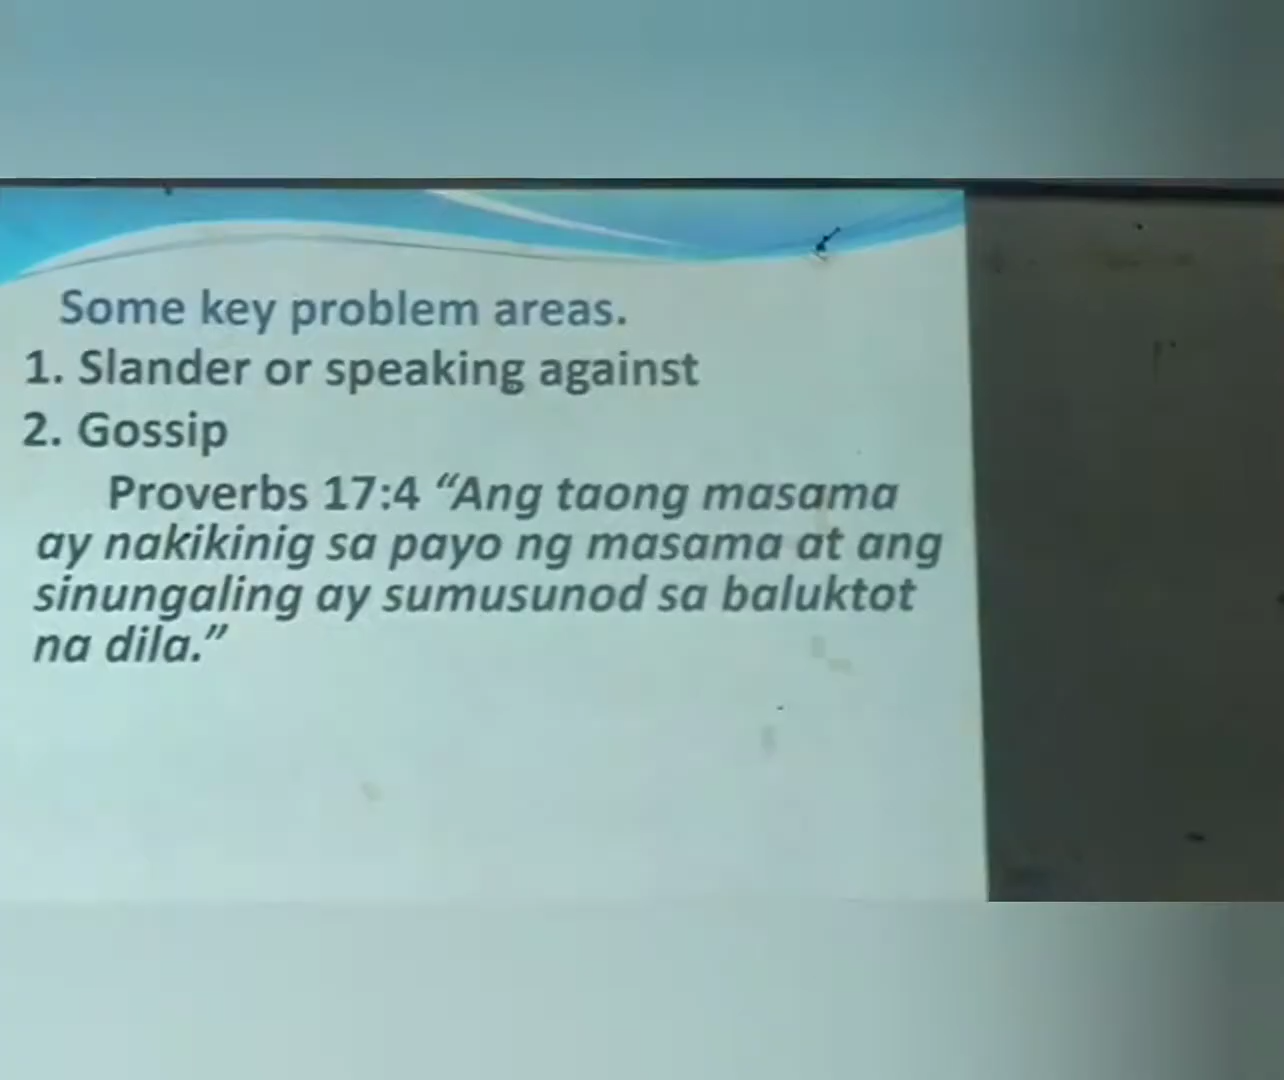 Some key problem areas.
1. Slander or speaking against
2. Gossip
Proverbs 17:4 “Ang taong masama
ay nakikinig sa payo ng masama at ang
sinungaling ay sumusunod sa baluktot
na dila.”